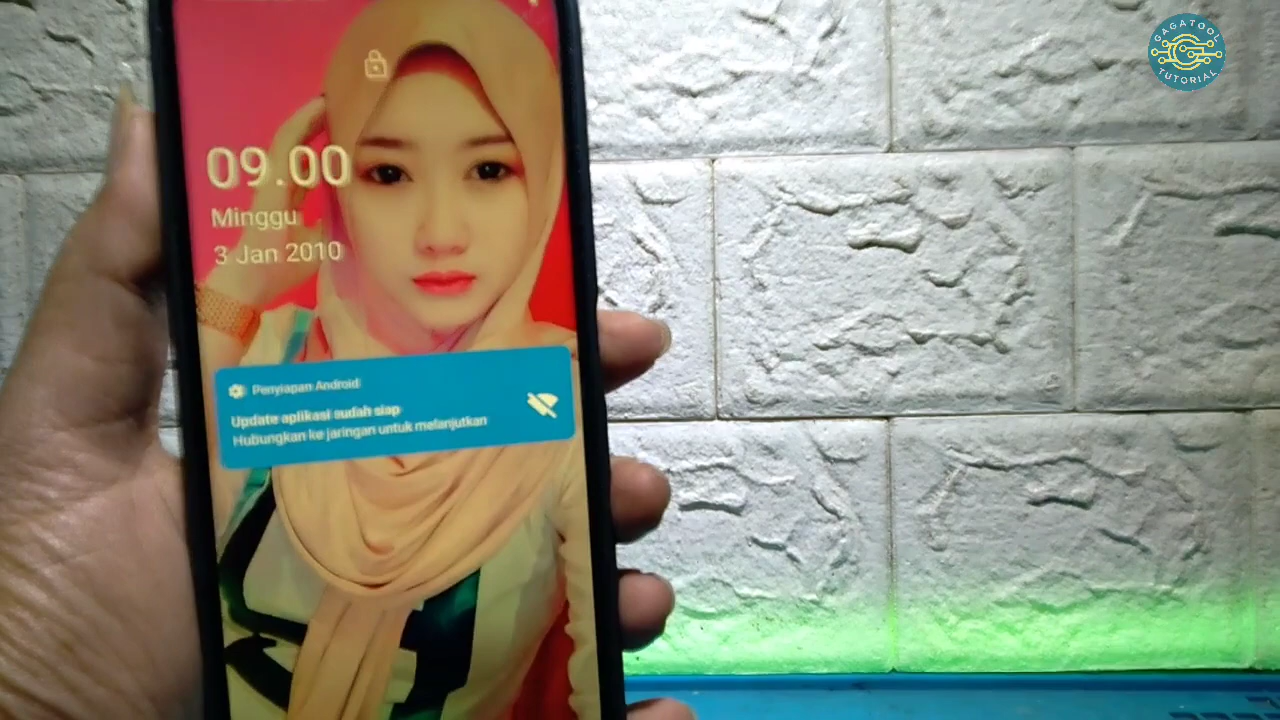 09.00
Minggu
3 Jan 2010
Penyiapan Android
Update aplikasi sudah siap
Hubungkan ke jaringan untuk melanjutkan
GAGATOOL
TUTORIAL